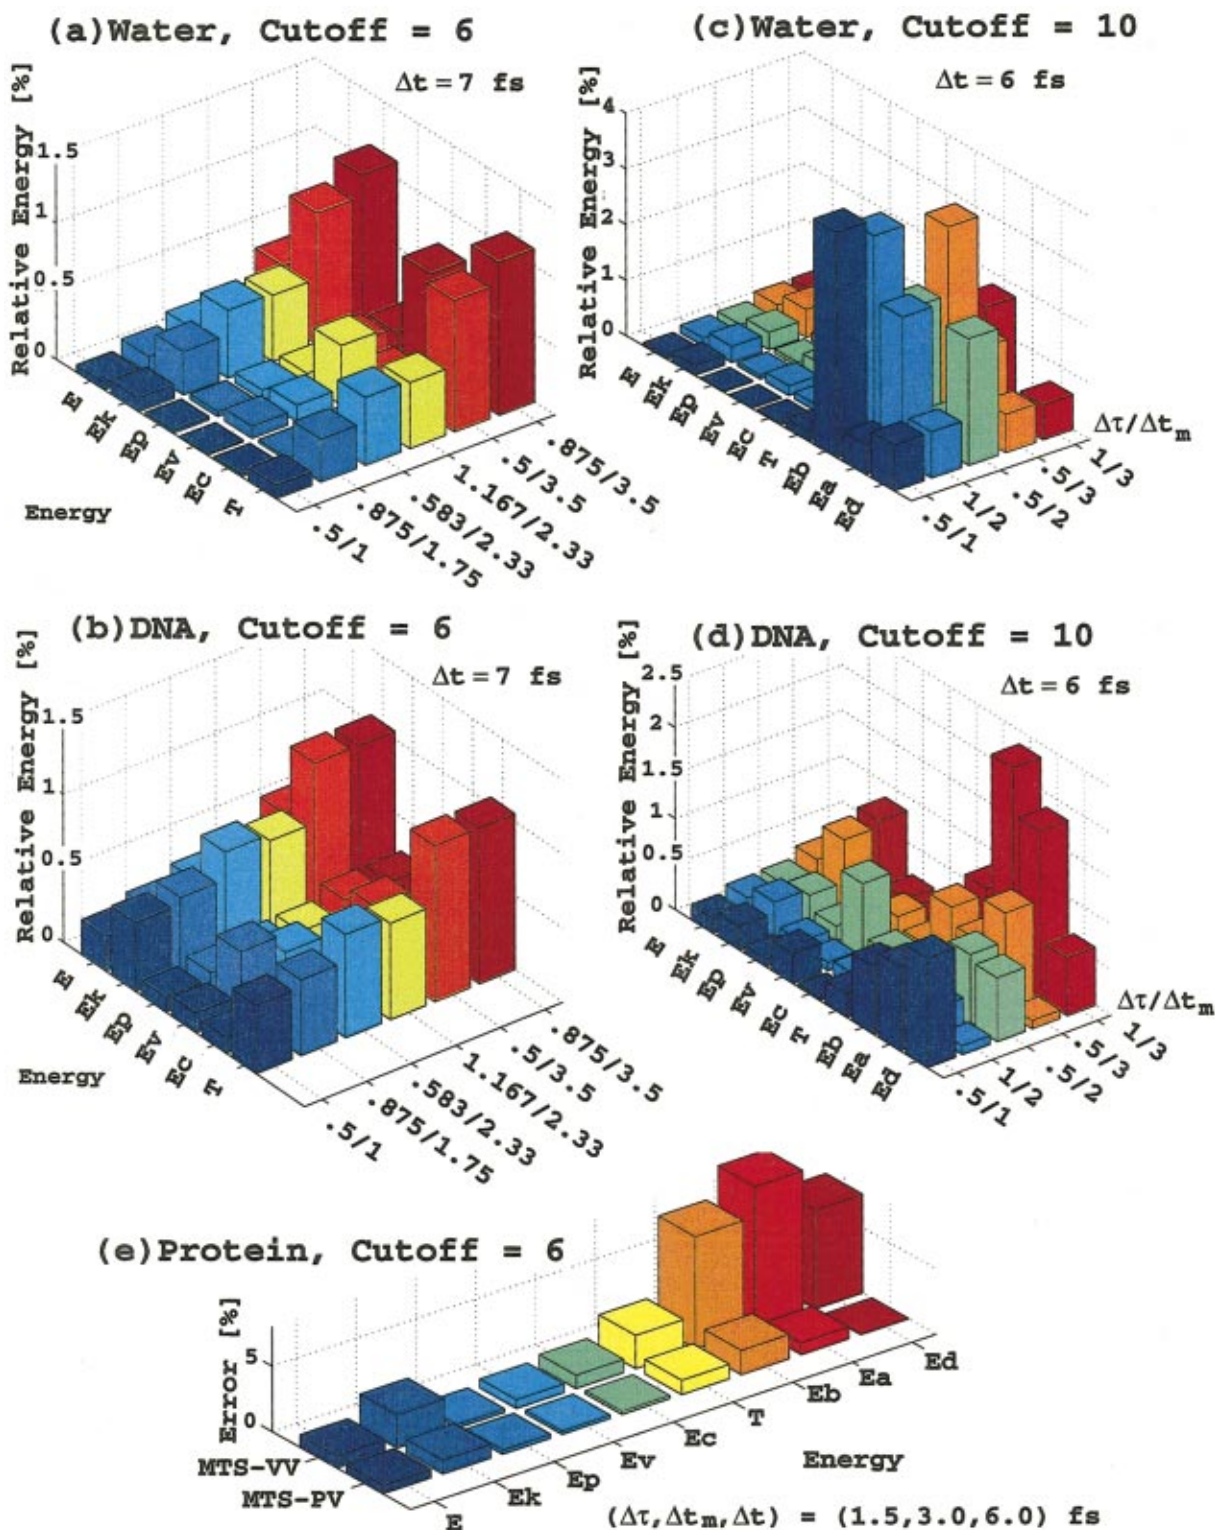 (a)Water, Cutoff = 6
Δt = 7 fs
Relative Energy [%]
1.5
1
0.5
0
E
Ek
Ep
Ev
Ec
T
Energy
.5/1
.875/1.75
.583/2.33
1.167/2.33
.5/3.5
.875/3.5
(c)Water, Cutoff = 10
Δt = 6 fs
Relative Energy [%]
4
3
2
1
0
E
Ek
Ep
Ev
Ec
T
Eb
Ea
Ed
.5/1
1/2
.5/2
.5/3
1/3
Δτ/Δtm
(b)DNA, Cutoff = 6
Δt = 7 fs
Relative Energy [%]
1.5
1
0.5
0
E
Ek
Ep
Ev
Ec
T
Energy
.5/1
.875/1.75
.583/2.33
1.167/2.33
.5/3.5
.875/3.5
(d)DNA, Cutoff = 10
Δt = 6 fs
Relative Energy [%]
2.5
2
1.5
1
0.5
0
E
Ek
Ep
Ev
Ec
T
Eb
Ea
Ed
.5/1
1/2
.5/2
.5/3
1/3
Δτ/Δtm
(e)Protein, Cutoff = 6
Error [%]
5
0
MTS-VV
MTS-PV
E
Ek
Ep
Ev
Ec
T
Eb
Ea
Ed
Energy
(Δτ,Δtm,Δt) = (1.5,3.0,6.0) fs